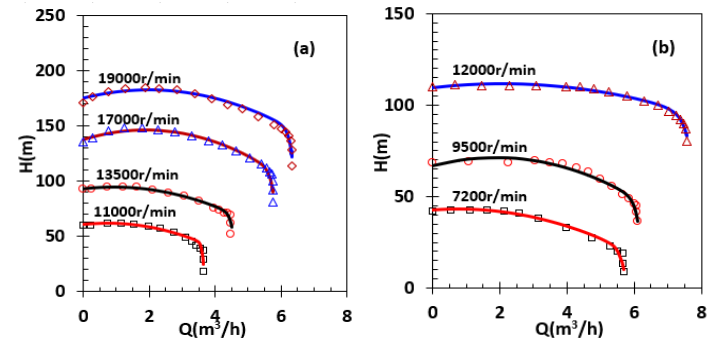 250
200
150
100
50
0
H(m)
(a)
19000r/min
17000r/min
13500r/min
11000r/min
0 2 4 6 8
Q(m³/h)
150
100
50
0
H(m)
(b)
12000r/min
9500r/min
7200r/min
0 2 4 6 8
Q(m³/h)